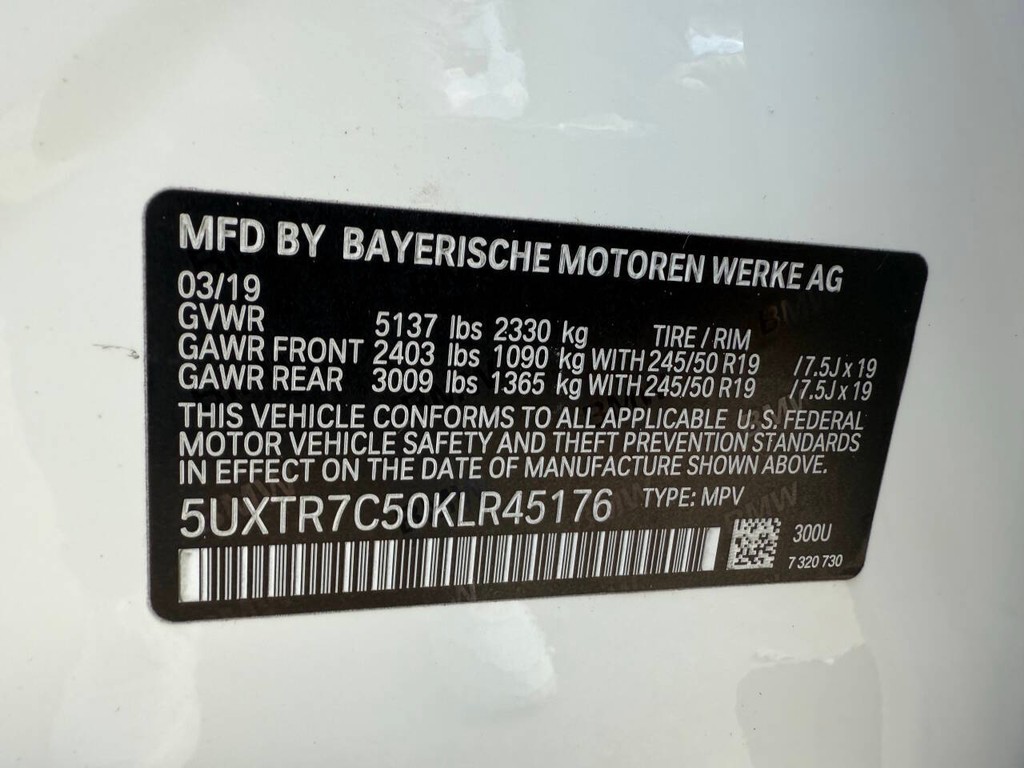 MFD BY BAYERISCHE MOTOREN WERKE AG
03/19
GVWR 5137 lbs 2330 kg TIRE / RIM
GAWR FRONT 2403 lbs 1090 kg WITH 245/50 R19 /7.5J x 19
GAWR REAR 3009 lbs 1365 kg WITH 245/50 R19 /7.5J x 19
THIS VEHICLE CONFORMS TO ALL APPLICABLE U.S. FEDERAL
MOTOR VEHICLE SAFETY AND THEFT PREVENTION STANDARDS
IN EFFECT ON THE DATE OF MANUFACTURE SHOWN ABOVE.
5UXTR7C50KLR45176 TYPE: MPV
300U
7 320 730